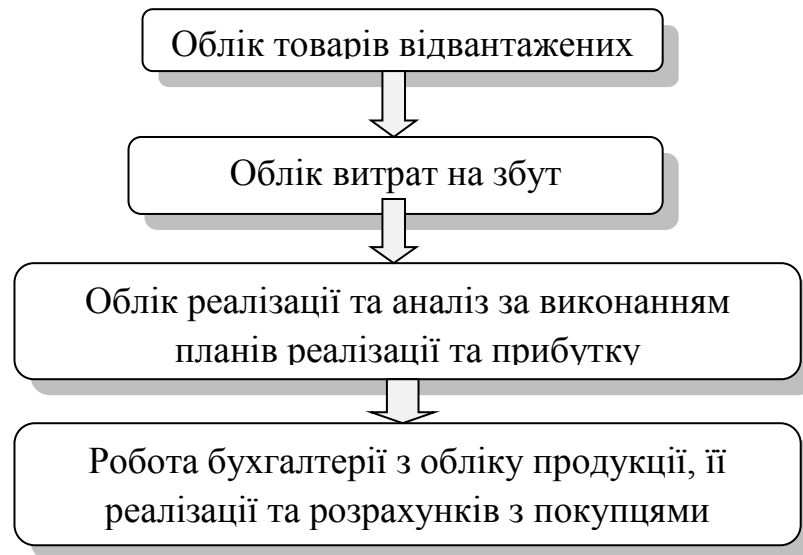 Облік товарів відвантажених
Облік витрат на збут
Облік реалізації та аналіз за виконанням
планів реалізації та прибутку
Робота бухгалтерії з обліку продукції, її
реалізації та розрахунків з покупцями